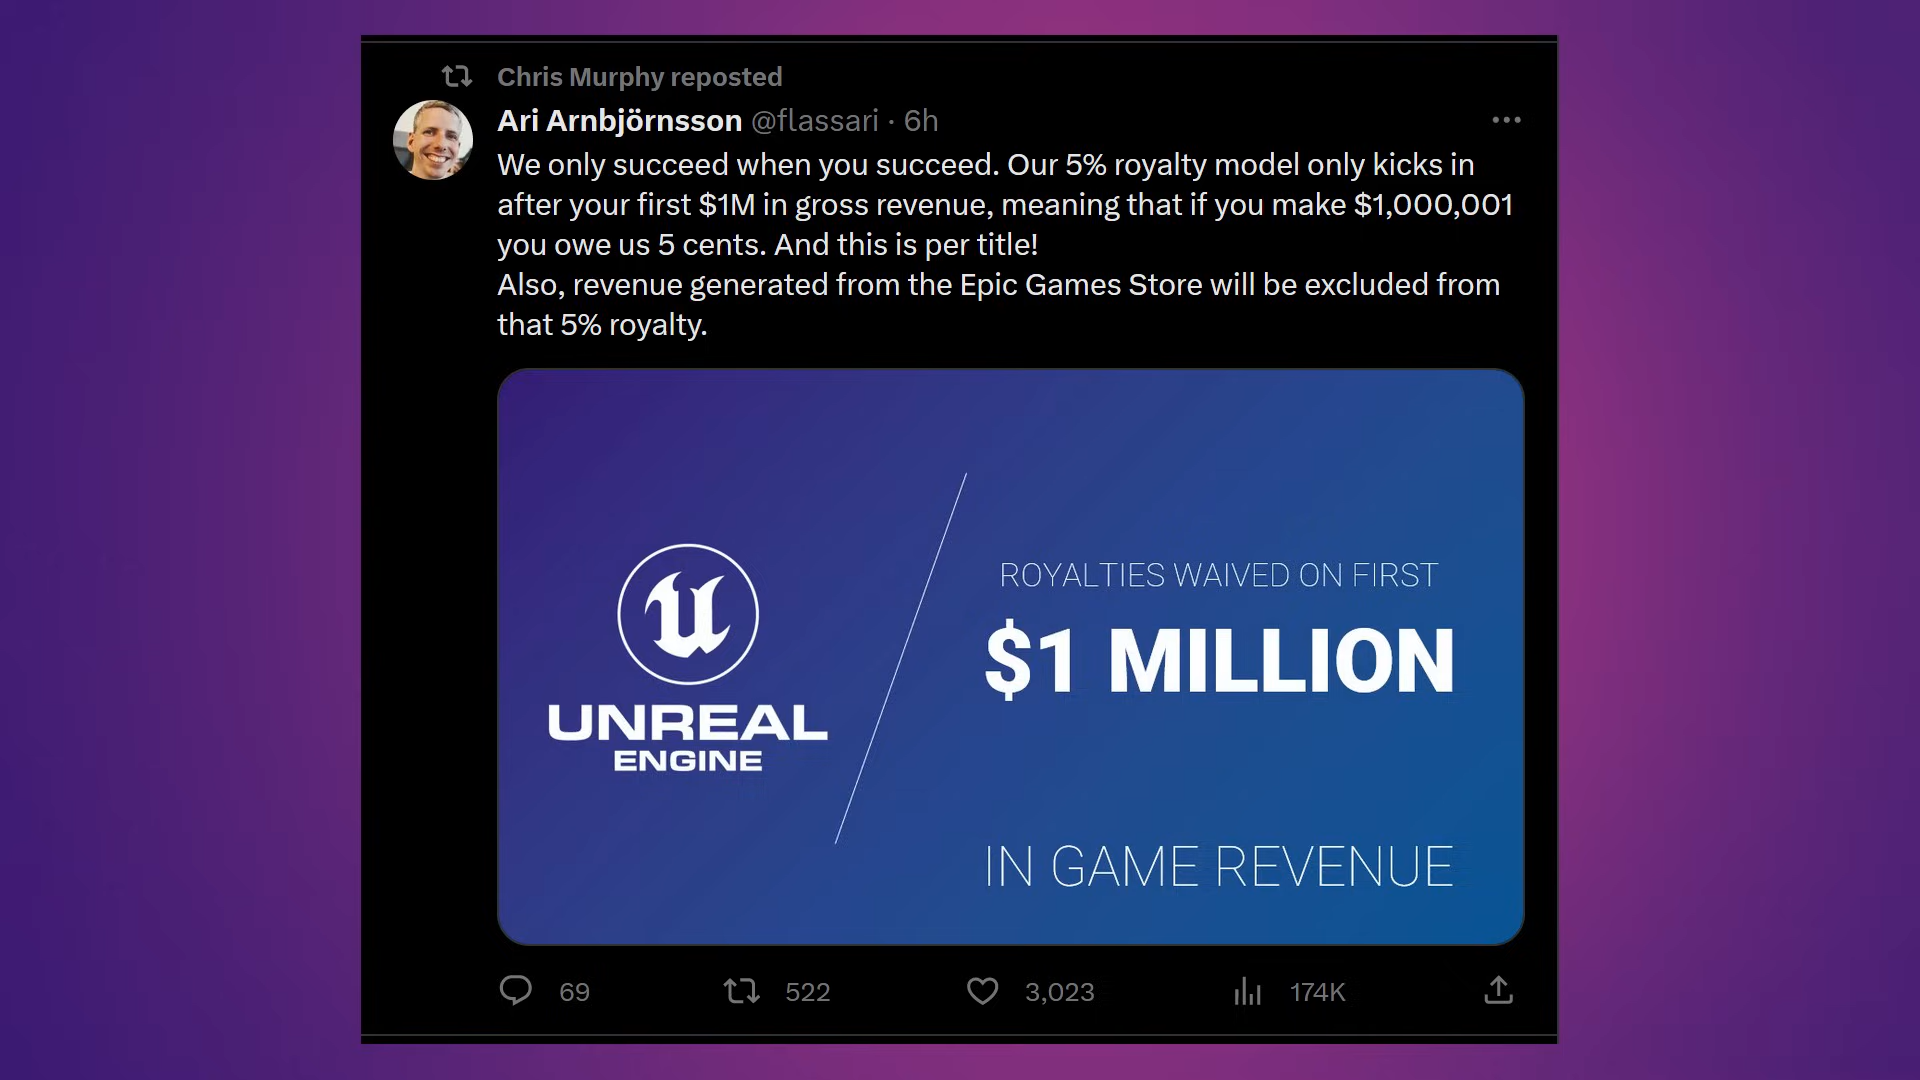 Chris Murphy reposted
Ari Arnbjörnsson @flassari · 6h
We only succeed when you succeed. Our 5% royalty model only kicks in
after your first $1M in gross revenue, meaning that if you make $1,000,001
you owe us 5 cents. And this is per title!
Also, revenue generated from the Epic Games Store will be excluded from
that 5% royalty.
ROYALTIES WAIVED ON FIRST
$1 MILLION
UNREAL
ENGINE
IN GAME REVENUE
69 522 3,023 174K